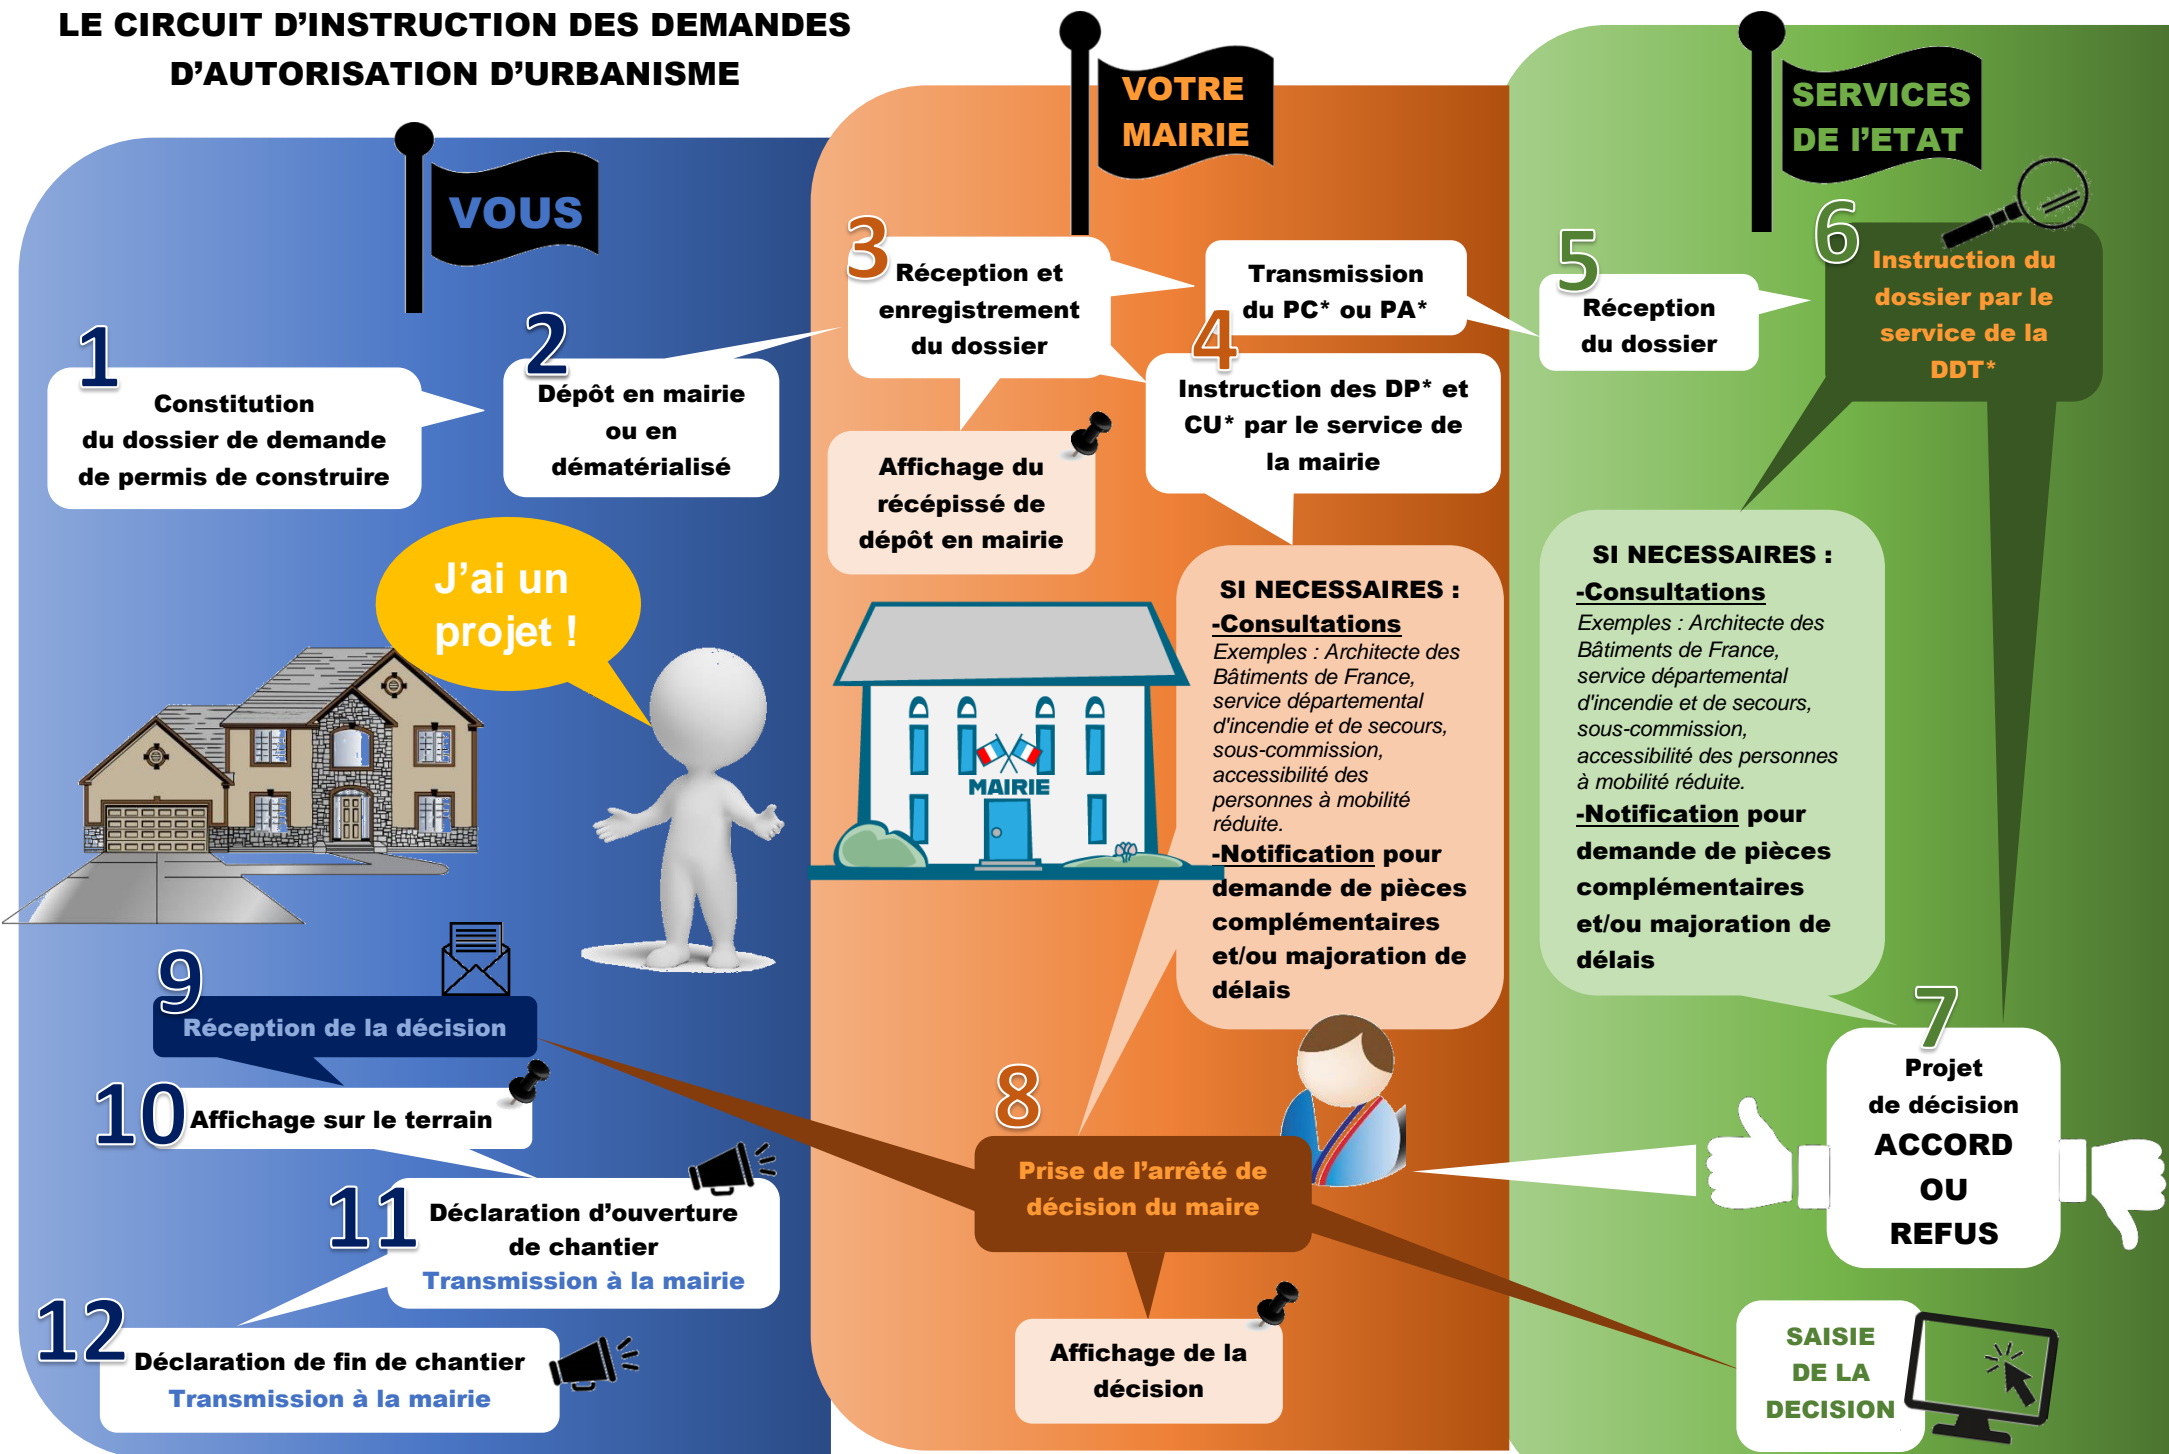 LE CIRCUIT D'INSTRUCTION DES DEMANDES
D'AUTORISATION D'URBANISME
VOUS
1
Constitution
du dossier de demande
de permis de construire
2
Dépôt en mairie
ou en
dématérialisé
J'ai un
projet !
9
Réception de la décision
10
Affichage sur le terrain
11
Déclaration d'ouverture
de chantier
Transmission à la mairie
12
Déclaration de fin de chantier
Transmission à la mairie
VOTRE
MAIRIE
3
Réception et
enregistrement
du dossier
Affichage du
récépissé de
dépôt en mairie
Transmission
du PC* ou PA*
4
Instruction des DP* et
CU* par le service de
la mairie
SI NECESSAIRES :
-Consultations
Exemples : Architecte des
Bâtiments de France,
service départemental
d'incendie et de secours,
sous-commission,
accessibilité des
personnes à mobilité
réduite.
-Notification pour
demande de pièces
complémentaires
et/ou majoration de
délais
MAIRIE
8
Prise de l'arrêté de
décision du maire
Affichage de la
décision
SERVICES
DE l'ETAT
5
Réception
du dossier
6
Instruction du
dossier par le
service de la
DDT*
SI NECESSAIRES :
-Consultations
Exemples : Architecte des
Bâtiments de France,
service départemental
d'incendie et de secours,
sous-commission,
accessibilité des personnes
à mobilité réduite.
-Notification pour
demande de pièces
complémentaires
et/ou majoration de
délais
7
Projet
de décision
ACCORD
OU
REFUS
SAISIE
DE LA
DECISION